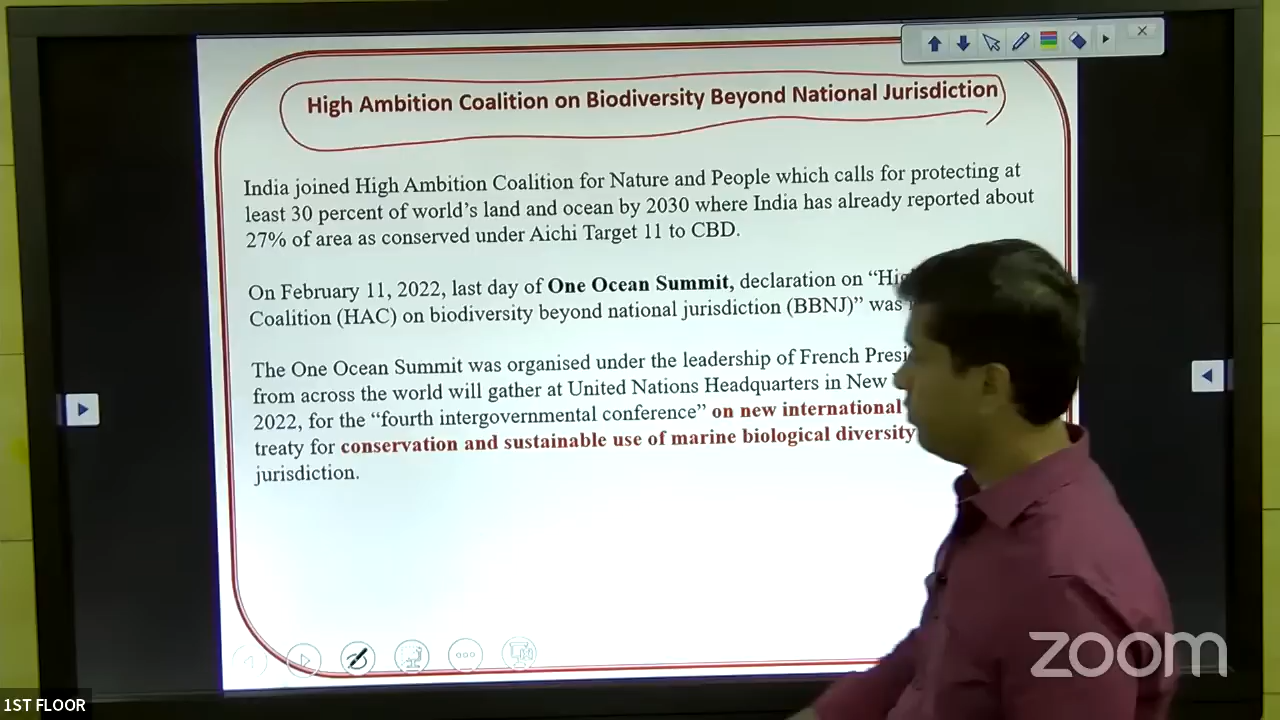 High Ambition Coalition on Biodiversity Beyond National Jurisdiction
India joined High Ambition Coalition for Nature and People which calls for protecting at
least 30 percent of world's land and ocean by 2030 where India has already reported about
27% of area as conserved under Aichi Target 11 to CBD.
On February 11, 2022, last day of One Ocean Summit, declaration on “
Coalition (HAC) on biodiversity beyond national jurisdiction (BBNJ)” was
The One Ocean Summit was organised under the leadership of French
from across the world will gather at United Nations Headquarters in New
2022, for the “fourth intergovernmental conference” on new international
treaty for conservation and sustainable use of marine biological diversity
jurisdiction.
zoom
1ST FLOOR